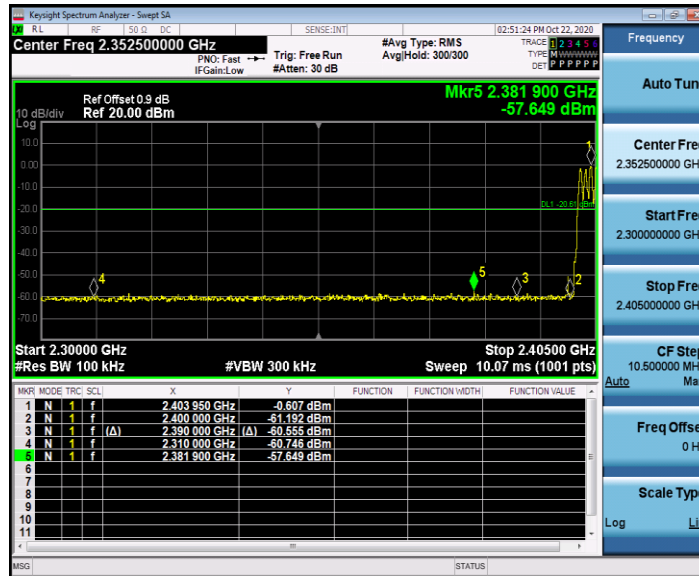 Keysight Spectrum Analyzer - Swept SA
RL RF 50 Ω DC SENSE:INT 02:51:24 PM Oct 22, 2020
Center Freq 2.352500000 GHz #Avg Type: RMS TRACE 1 2 3 4 5 6
PNO: Fast Trig: Free Run Avg|Hold: 300/300 TYPE M W W W W W
IFGain:Low #Atten: 30 dB DET P P P P P P
Frequency
Auto Tun
Center Fre
2.352500000 GH
Start Fre
2.300000000 GH
Stop Fre
2.405000000 GH
CF Step
10.500000 MH
Auto Ma
Freq Offse
0 H
Scale Typ
Log Li
Mkr5 2.381 900 GHz
-57.649 dBm
Ref Offset 0.9 dB
10 dB/div Ref 20.00 dBm
Log
10.0
0.00
-10.0
-20.0
-30.0
-40.0
-50.0
-60.0
-70.0
1
DL1 -20.61 dBm
4
5
3
2
Start 2.30000 GHz Stop 2.40500 GHz
#Res BW 100 kHz #VBW 300 kHz Sweep 10.07 ms (1001 pts)
MKR MODE TRC SCL X Y FUNCTION FUNCTION WIDTH FUNCTION VALUE
1 N 1 f 2.403 950 GHz -0.607 dBm
2 N 1 f 2.400 000 GHz -61.192 dBm
3 N 1 f (Δ) 2.390 000 GHz (Δ) -60.555 dBm
4 N 1 f 2.310 000 GHz -60.746 dBm
5 N 1 f 2.381 900 GHz -57.649 dBm
6
7
8
9
10
11
MSG STATUS